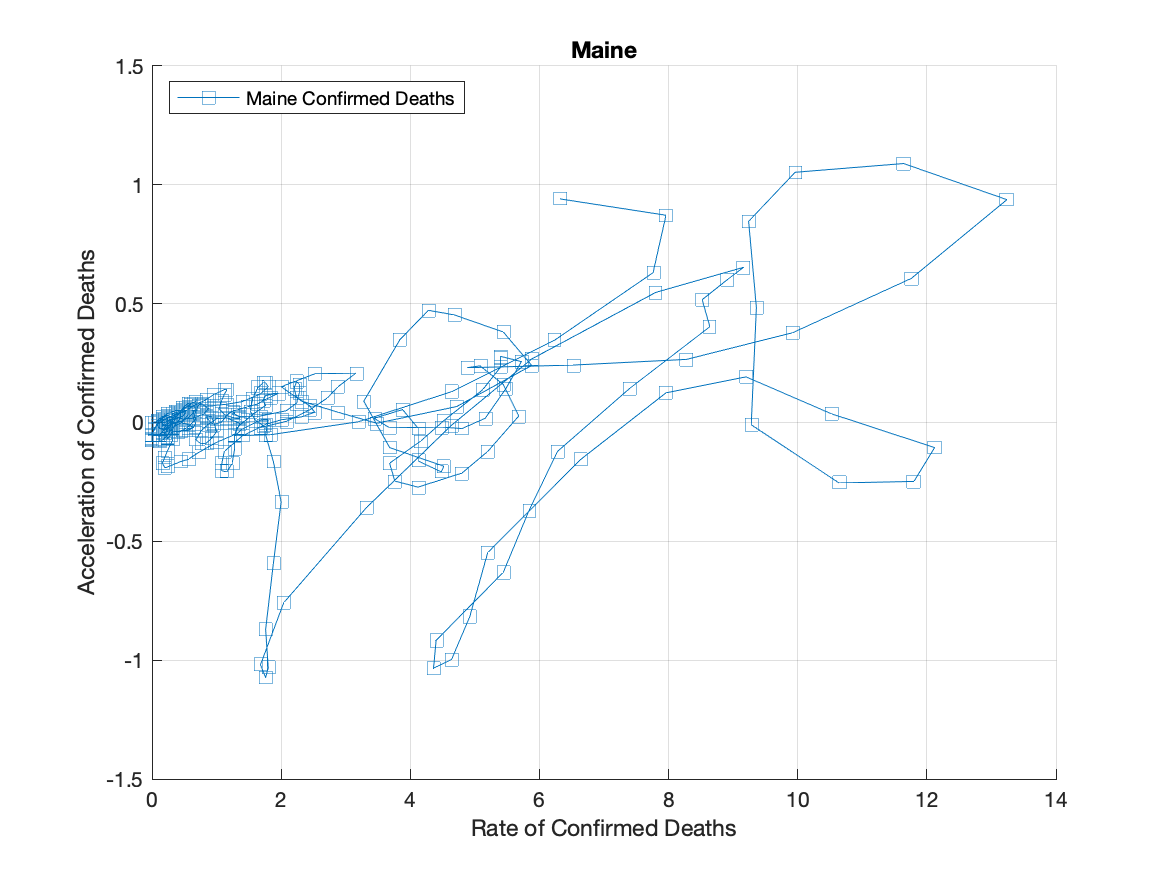 Maine
1.5
Maine Confirmed Deaths
1
0.5
0
-0.5
-1
-1.5
Acceleration of Confirmed Deaths
0 2 4 6 8 10 12 14
Rate of Confirmed Deaths